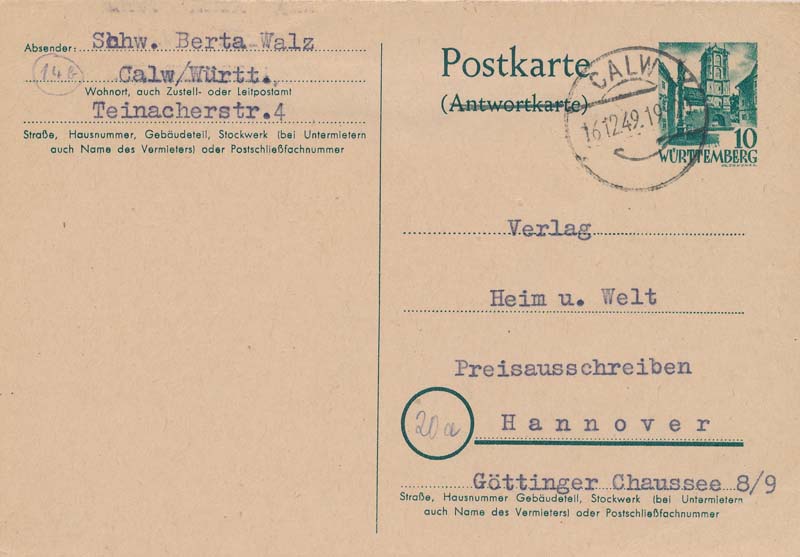 Absender: Schw. Berta Walz
Calw/Württ.,
Wohnort, auch Zustell- oder Leitpostamt
Teinacherstr.4
Straße, Hausnummer, Gebäudeteil, Stockwerk (bei Untermietern
auch Name des Vermieters) oder Postschließfachnummer
Postkarte
(Antwortkarte)
CALW
16.12.49.19
10
WÜRTTEMBERG
Verlag
Heim u. Welt
Preisausschreiben
20a
Hannover
Göttinger Chaussee 8/9
Straße, Hausnummer Gebäudeteil, Stockwerk (bei Untermietern
auch Name des Vermieters) oder Postschließfachnummer